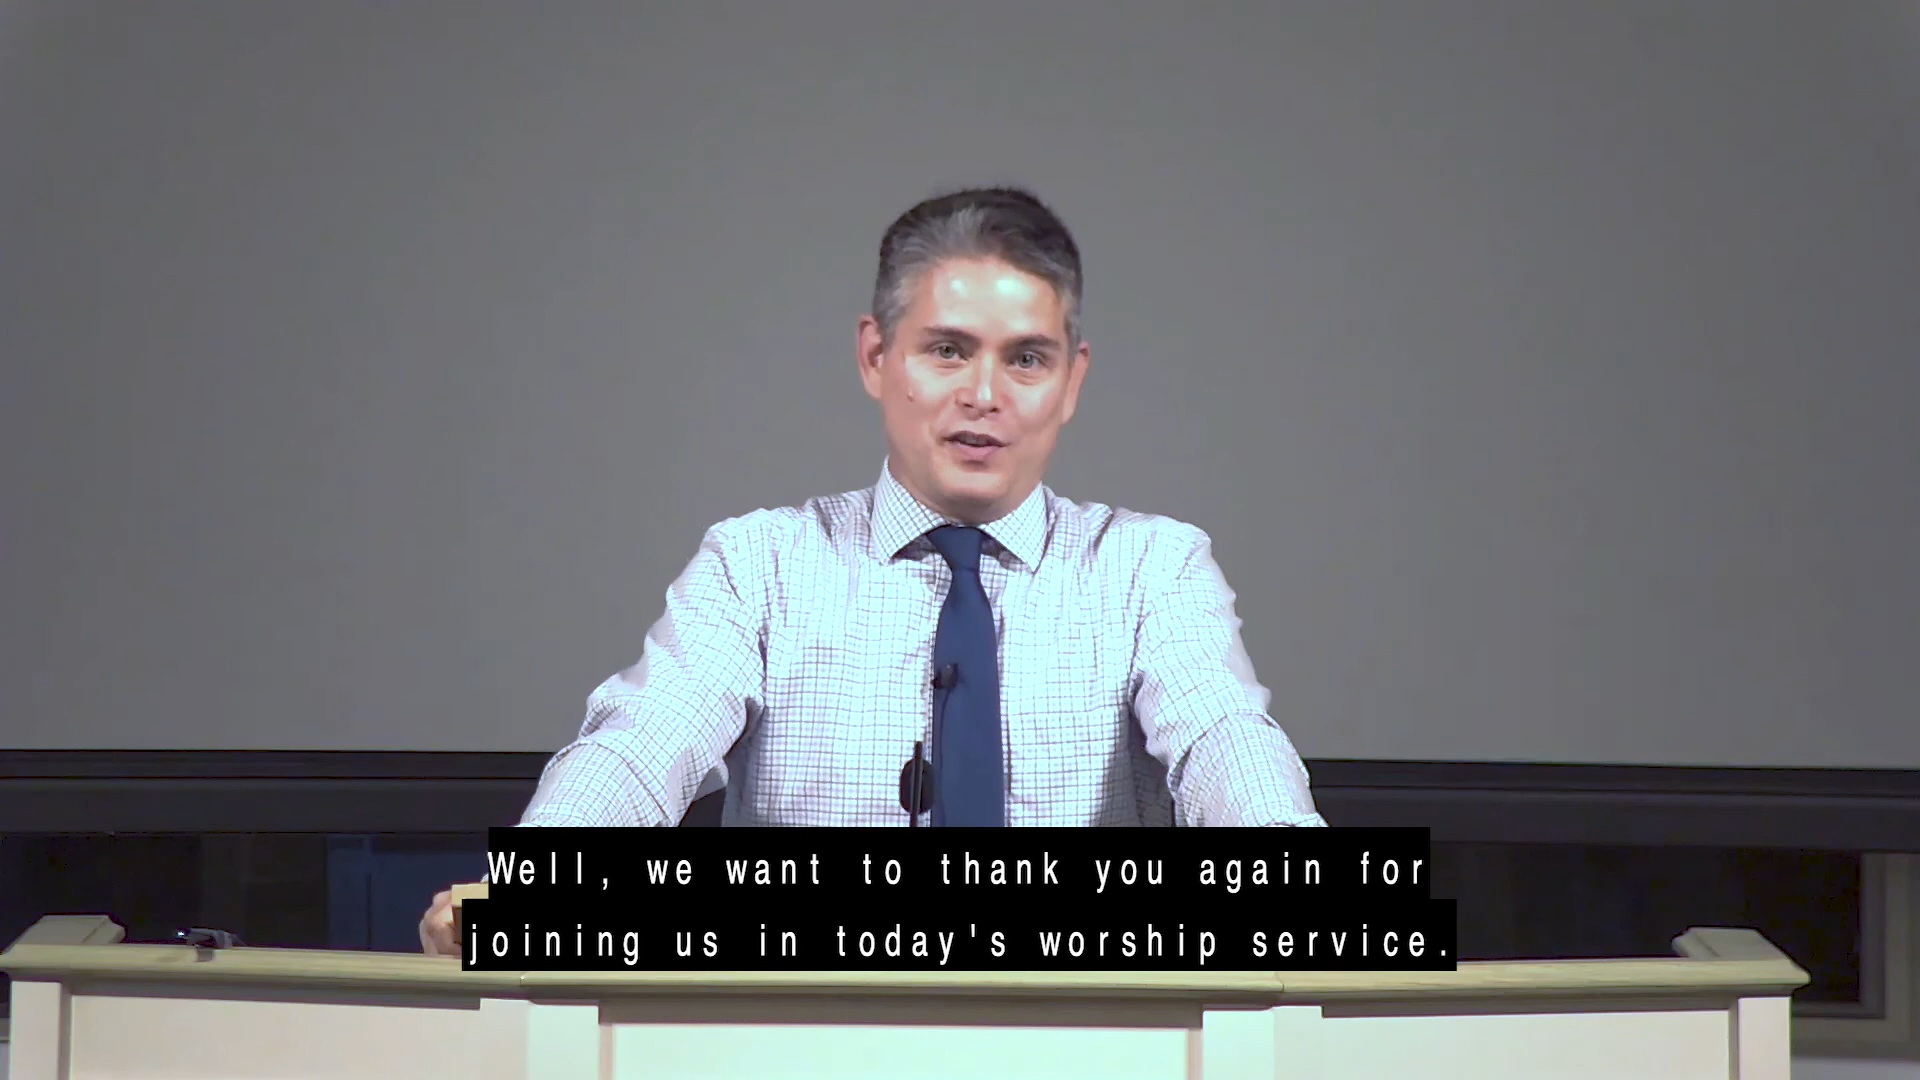 Well, we want to thank you again for
joining us in today's worship service.